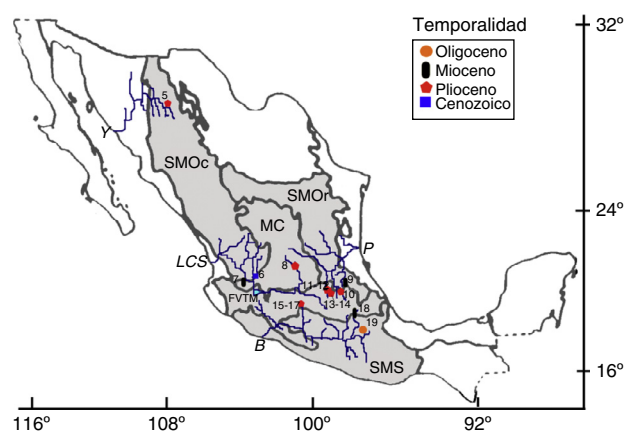 Temporalidad
Oligoceno
Mioceno
Plioceno
Cenozoico
32º
24º
16º
5
Y
SMOc
SMOr
MC
P
LCS
8
7
6
9
11-12
10
FVTM
15-17
13-14
18
19
B
SMS
116º
108º
100º
92º